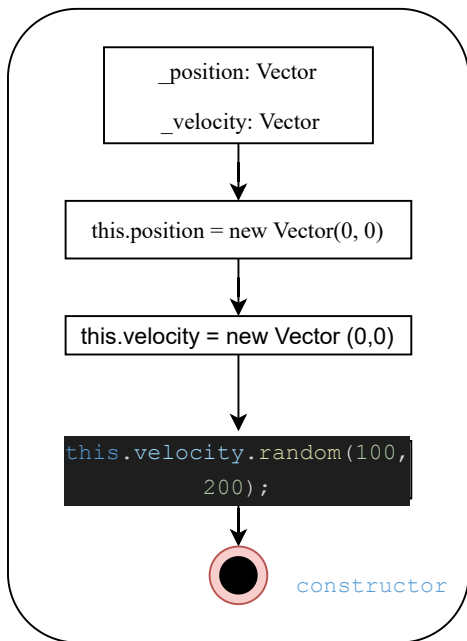 _position: Vector
_velocity: Vector
this.position = new Vector(0, 0)
this.velocity = new Vector (0,0)
this.velocity.random(100,
200);
constructor